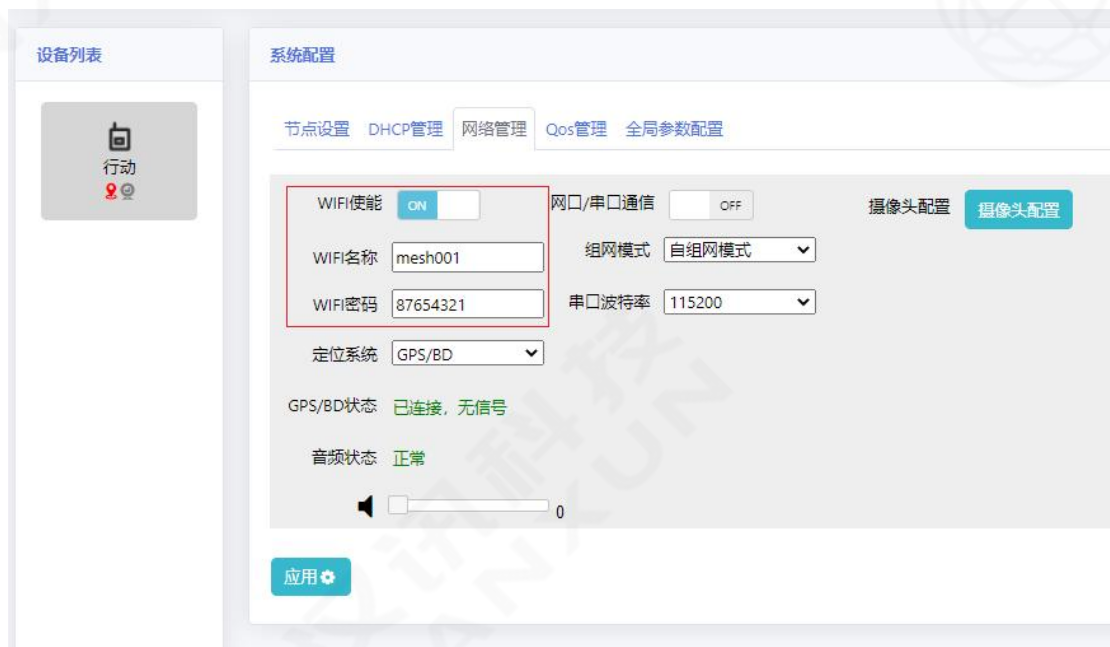 设备列表
系统配置
行动
节点设置 DHCP管理 网络管理 Qos管理 全局参数配置
WIFI使能 ON 网口/串口通信 OFF 摄像头配置 摄像头配置
WIFI名称 mesh001 组网模式 自组网模式
WIFI密码 87654321 串口波特率 115200
定位系统 GPS/BD
GPS/BD状态 已连接, 无信号
音频状态 正常
0
应用